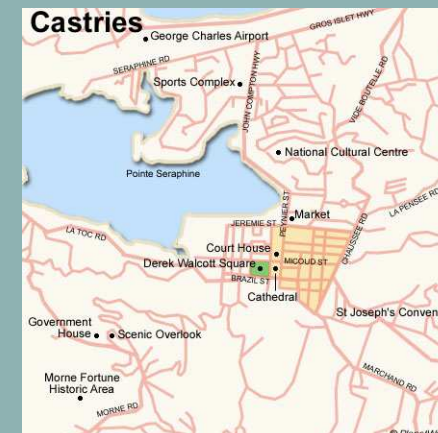 Castries
George Charles Airport
GROS ISLET HWY
SERAPHINE RD
Sports Complex
JOHN COMPTON HWY
VIDE BOUTELLE RD
National Cultural Centre
Pointe Seraphine
LA PENSEE RD
PEYNIER ST
Market
JEREMIE ST
CHAUSSEE RD
LA TOC RD
Court House
MICOUD ST
Derek Walcott Square
BRAZIL ST
Cathedral
St Joseph's Conven
Government
House
Scenic Overlook
MARCHAND RD
Morne Fortune
Historic Area
MORNE RD